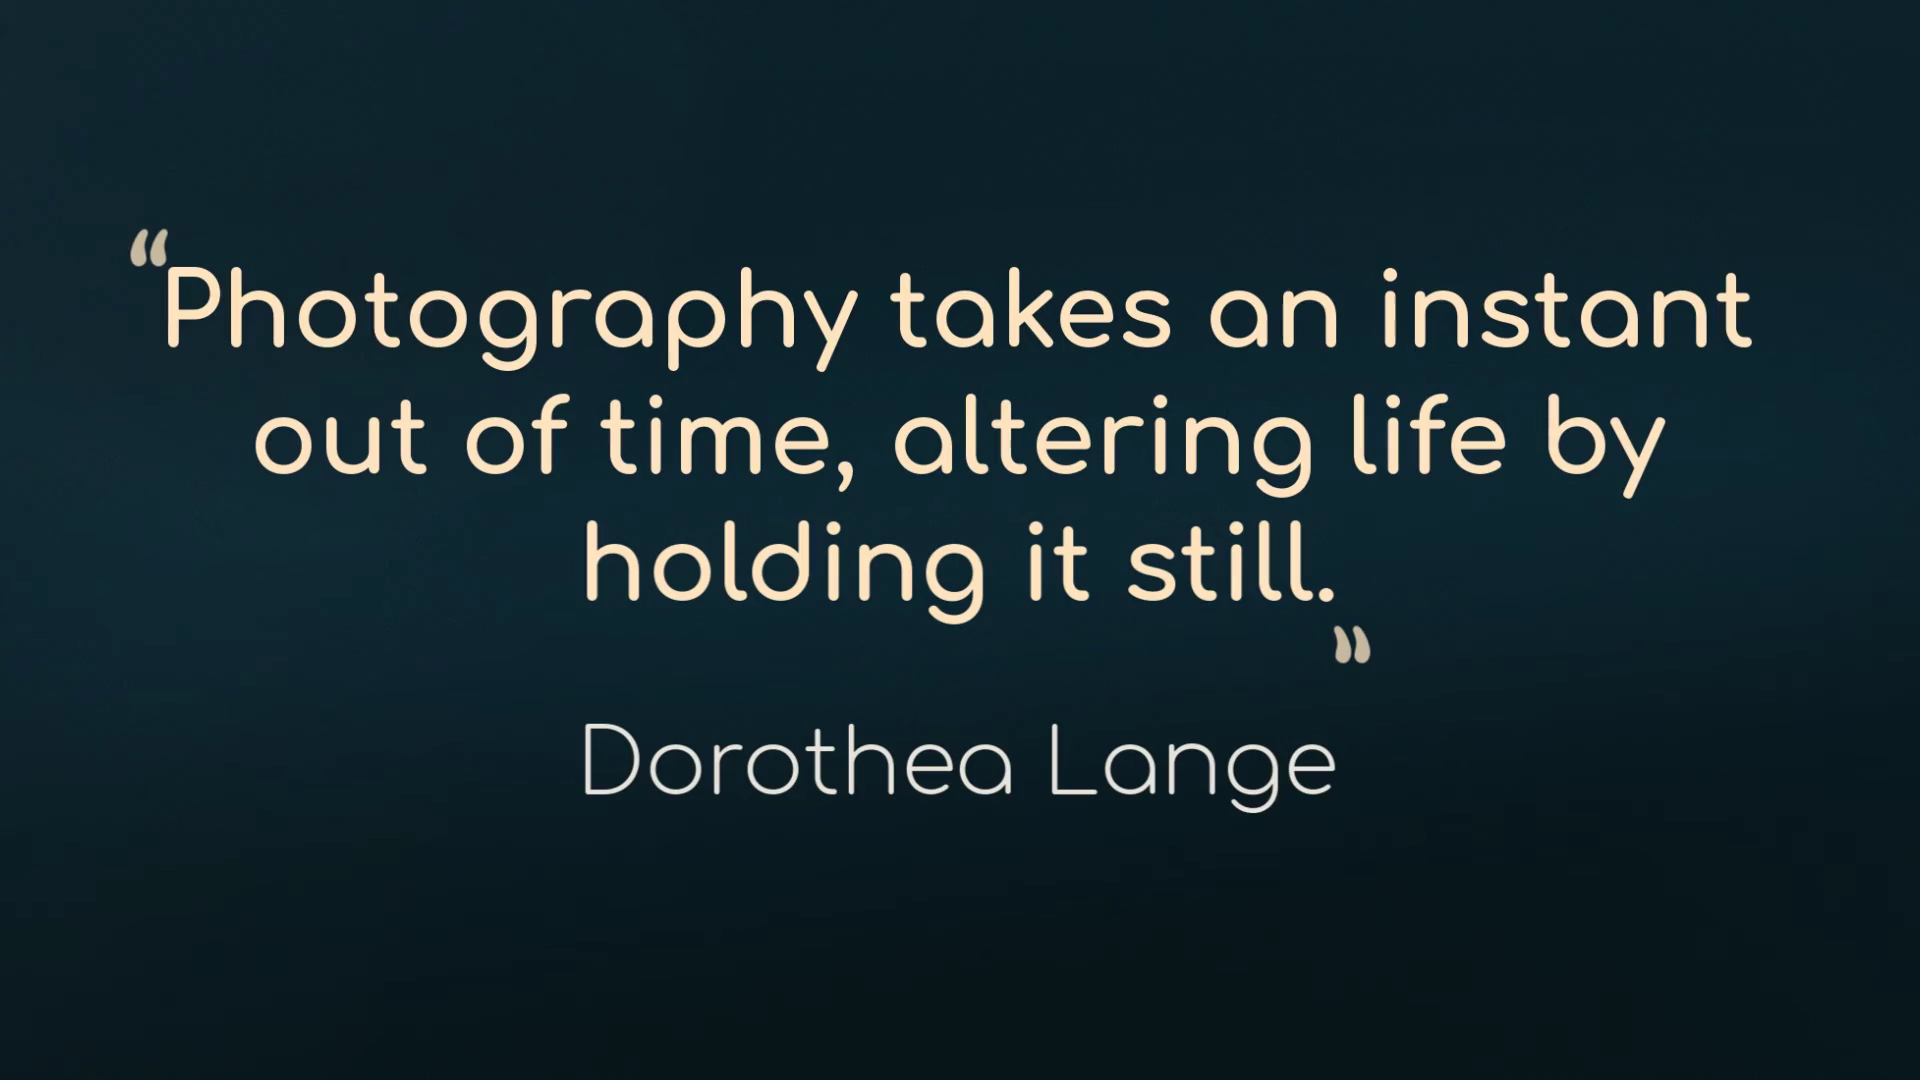 “Photography takes an instant
out of time, altering life by
holding it still.”
Dorothea Lange